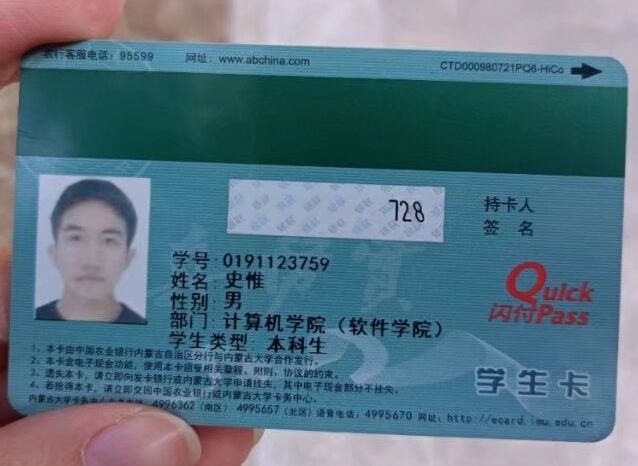 农行客服电话：95599 网址：www.abchina.com CTD000980721PQ6-HiCo
728
持卡人
签 名
学号:0191123759
姓名: 史惟
性别: 男
部门: 计算机学院（软件学院）
学生类型: 本科生
Quick
闪付Pass
1、本卡由中国农业银行内蒙古自治区分行与内蒙古大学合作发行。
2、本卡含电子现金功能，使用本卡须受相关章程、附则、协议的约束。
3、遗失本卡，请立即向发卡银行或内蒙古大学申请挂失，其中电子现金部分不挂失。
4、若拾得本卡，请立即交回中国农业银行或内蒙古大学卡务中心。
内蒙古大学卡务中心 4996362（南区） 4995657（北区）语音电话：4995670 网址：http://ecard.imu.edu.cn
学生卡